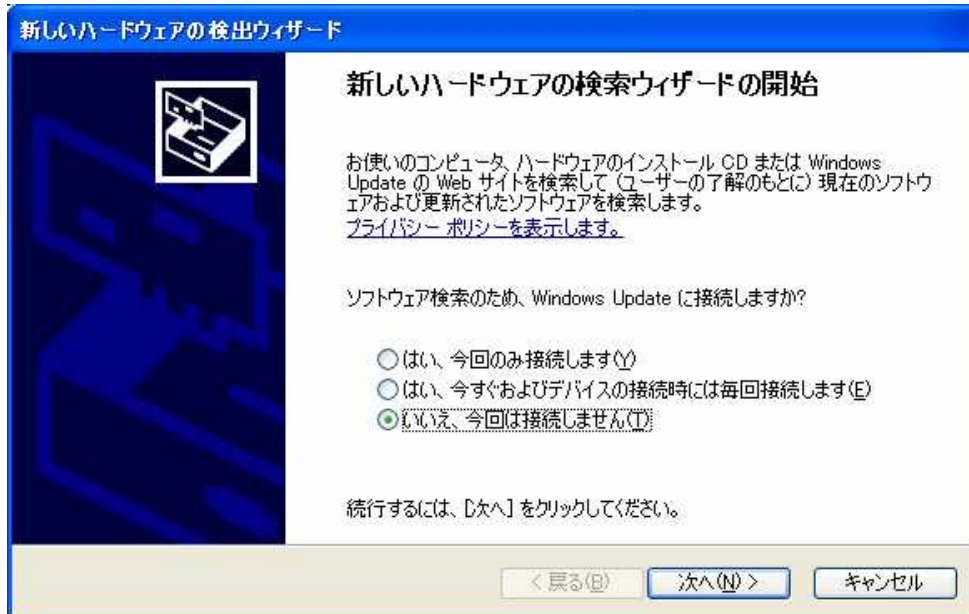 新しいハードウェアの検出ウィザード
新しいハードウェアの検索ウィザードの開始
お使いのコンピュータ、ハードウェアのインストール CD または Windows
Update の Web サイトを検索して (ユーザーの了解のもとに) 現在のソフトウ
ェアおよび更新されたソフトウェアを検索します。
プライバシー ポリシーを表示します。
ソフトウェア検索のため、Windows Update に接続しますか?
はい、今回のみ接続します(Y)
はい、今すぐおよびデバイスの接続時には毎回接続します(E)
いいえ、今回は接続しません(T)
続行するには、[次へ] をクリックしてください。
< 戻る(B)
次へ(N) >
キャンセル